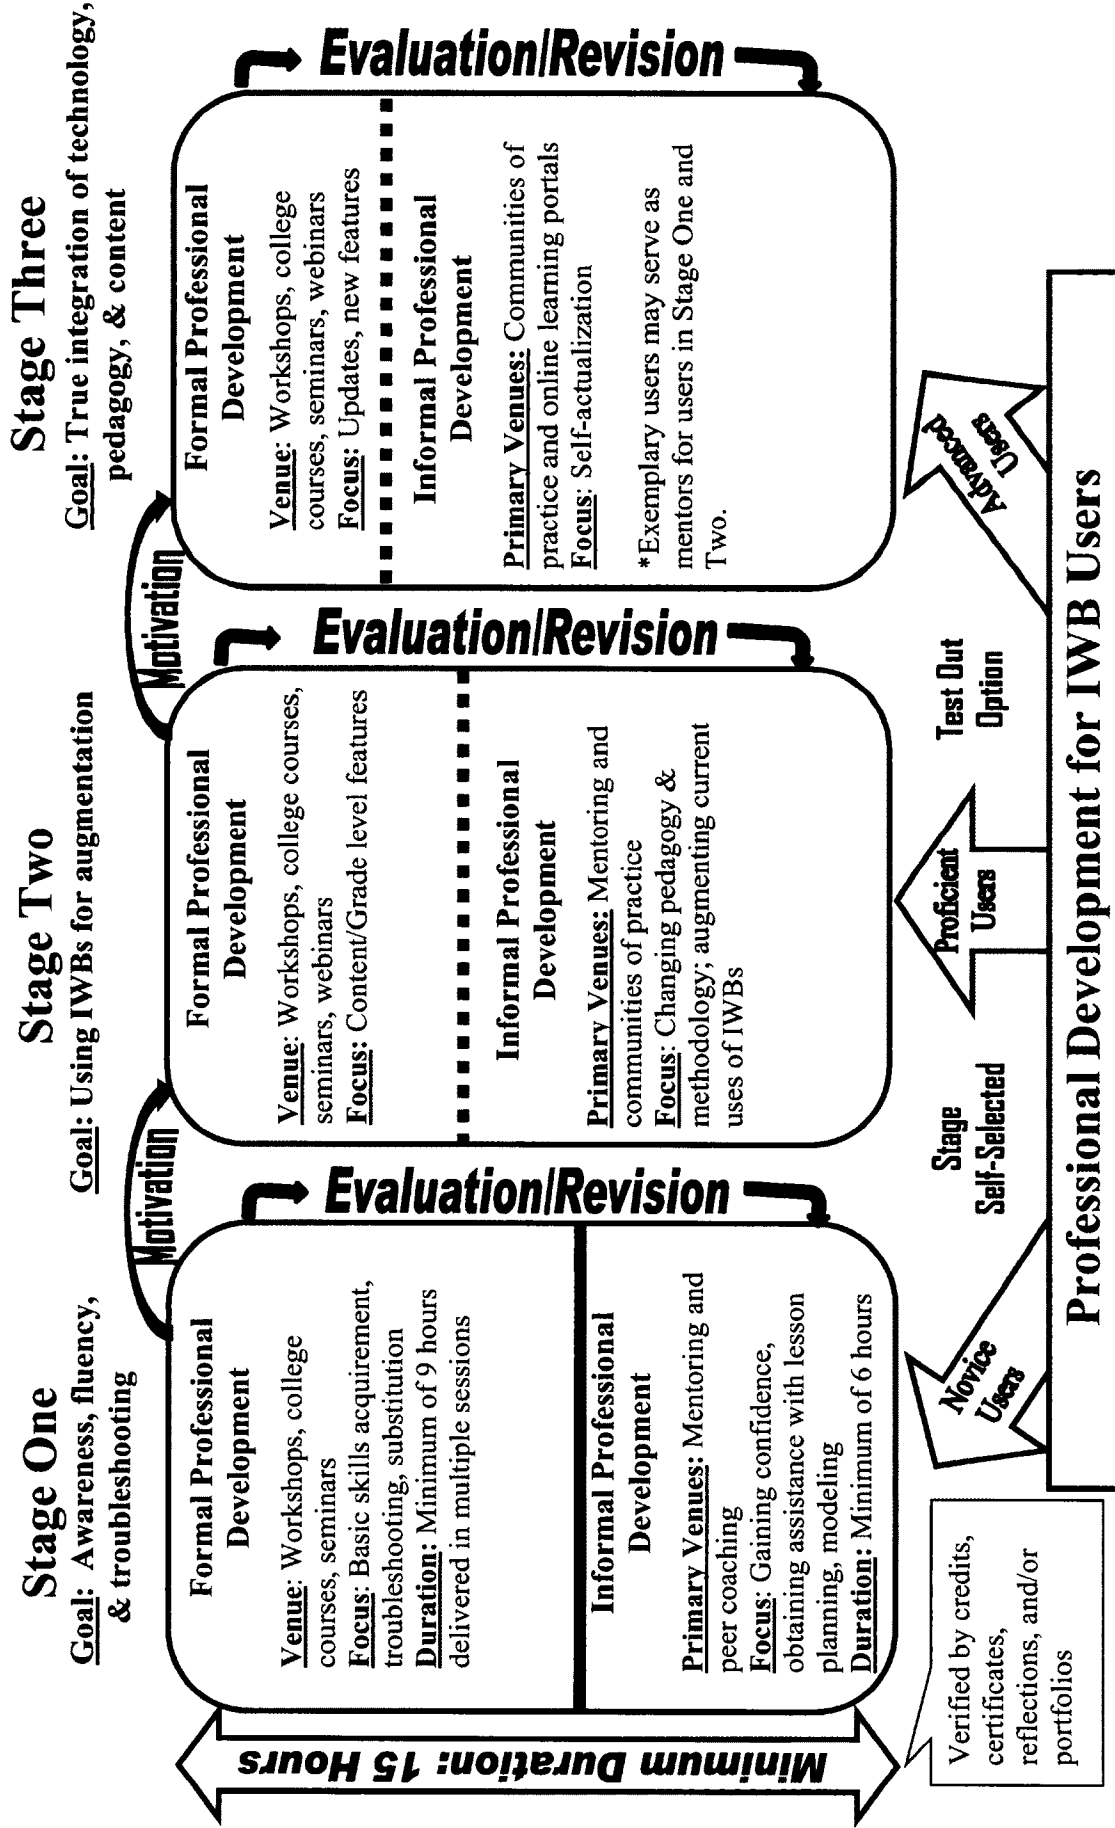 Stage One
Goal: Awareness, fluency,
& troubleshooting
Minimum Duration: 15 Hours
Formal Professional
Development
Venue: Workshops, college
courses, seminars
Focus: Basic skills acquirement,
troubleshooting, substitution
Duration: Minimum of 9 hours
delivered in multiple sessions
Informal Professional
Development
Primary Venues: Mentoring and
peer coaching
Focus: Gaining confidence,
obtaining assistance with lesson
planning, modeling
Duration: Minimum of 6 hours
Evaluation/Revision
Motivation
Stage Two
Goal: Using IWBs for augmentation
Formal Professional
Development
Venue: Workshops, college courses,
seminars, webinars
Focus: Content/Grade level features
Informal Professional
Development
Primary Venues: Mentoring and
communities of practice
Focus: Changing pedagogy &
methodology; augmenting current
uses of IWBs
Evaluation/Revision
Motivation
Stage Three
Goal: True integration of technology,
pedagogy, & content
Formal Professional
Development
Venue: Workshops, college
courses, seminars, webinars
Focus: Updates, new features
Informal Professional
Development
Primary Venues: Communities of
practice and online learning portals
Focus: Self-actualization
*Exemplary users may serve as
mentors for users in Stage One and
Two.
Evaluation/Revision
Verified by credits,
certificates,
reflections, and/or
portfolios
Novice
Users
Stage
Self-Selected
Proficient
Users
Test Out
Option
Advanced
Users
Professional Development for IWB Users